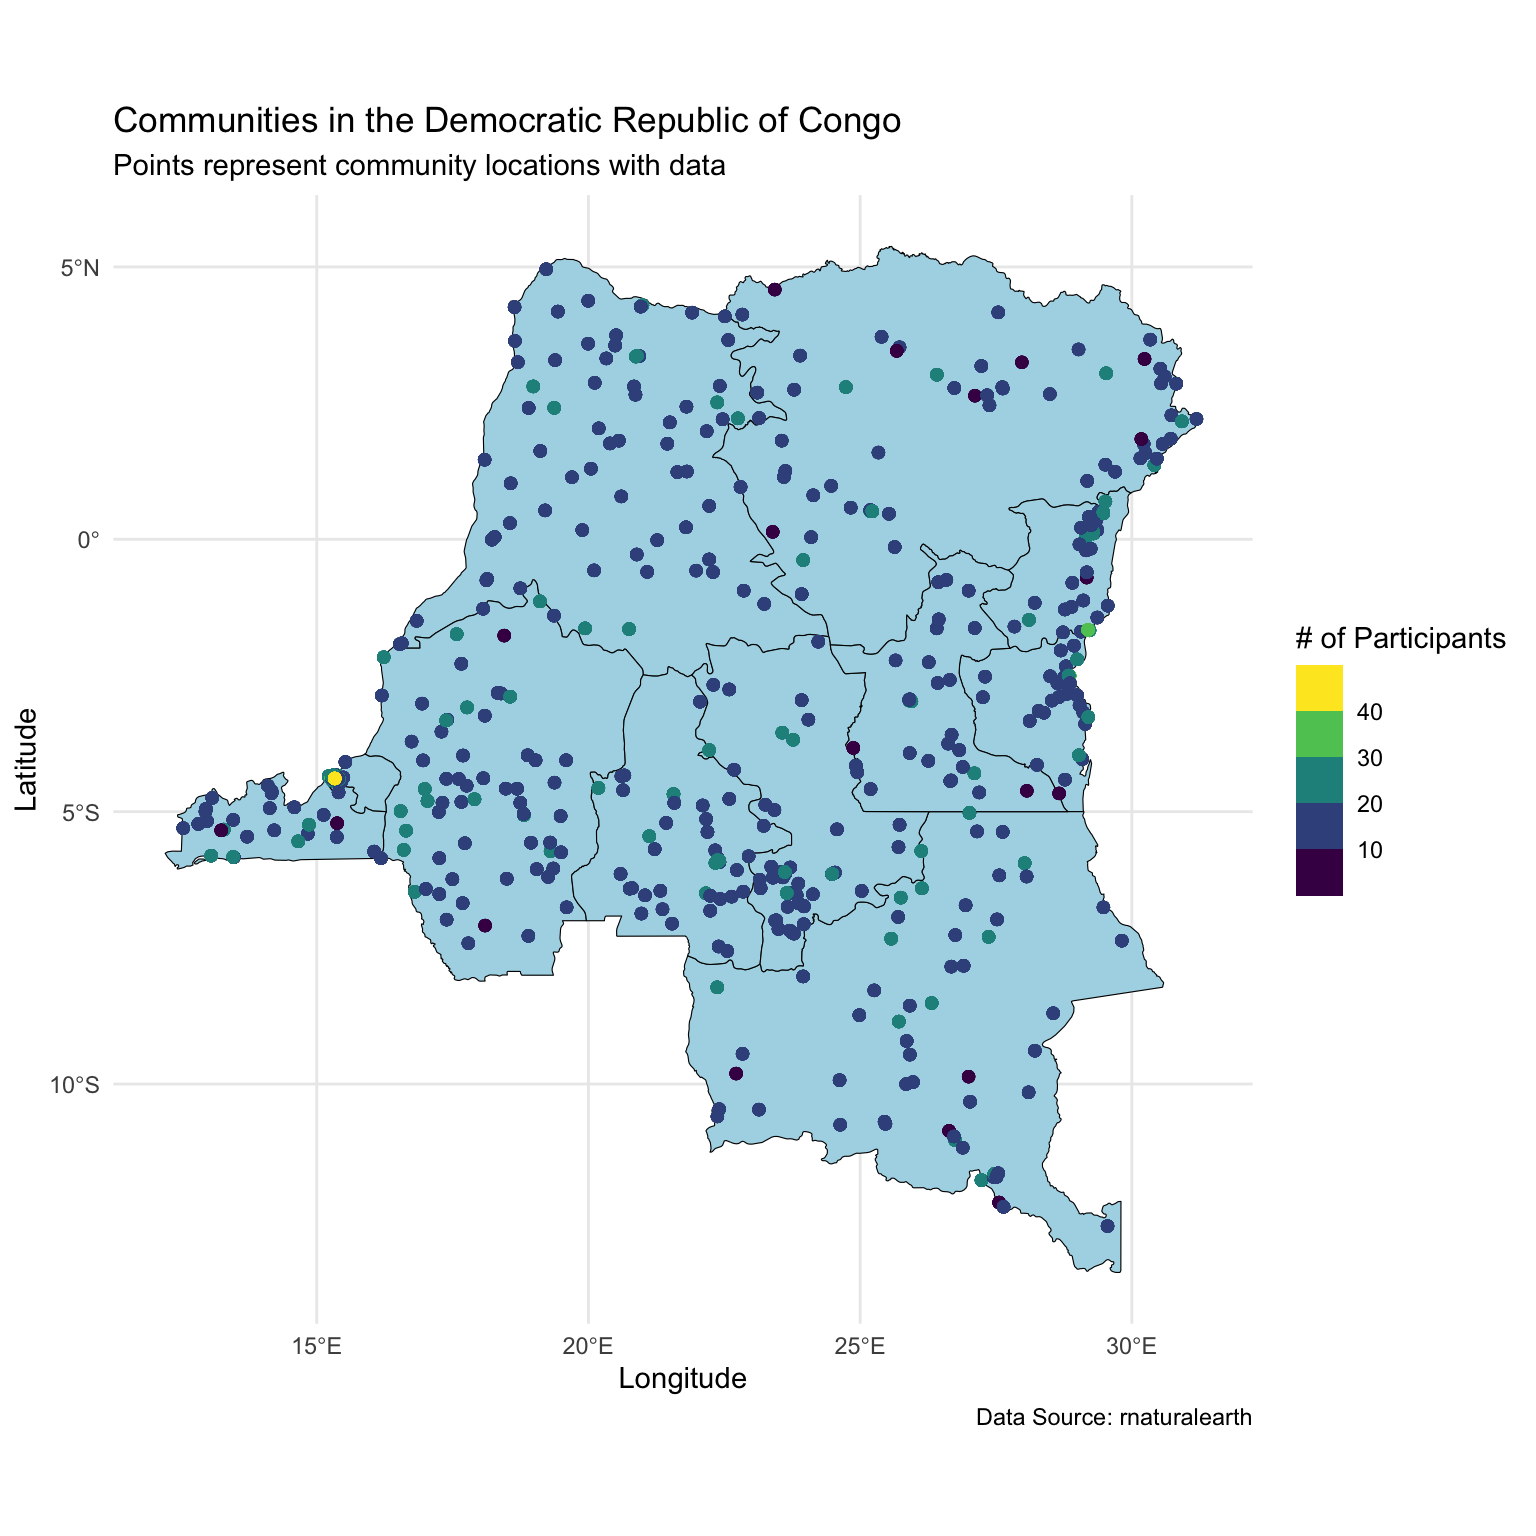 Communities in the Democratic Republic of Congo
Points represent community locations with data
5°N
0°
5°S
10°S
Latitude
15°E
20°E
25°E
30°E
Longitude
# of Participants
40
30
20
10
Data Source: rnaturalearth